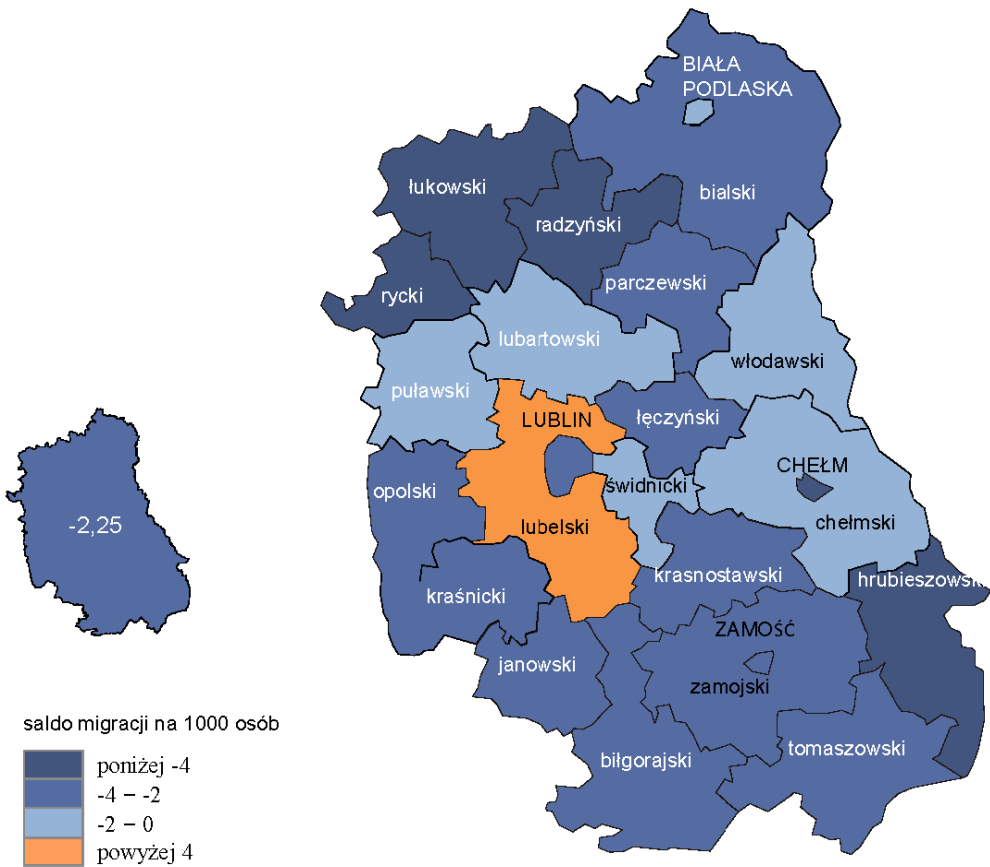 BIAŁA
PODLASKA
łukowski
bialski
radzyński
parczewski
rycki
lubartowski
włodawski
puławski
LUBLIN
łęczyński
CHEŁM
opolski
świdnicki
-2,25
lubelski
chełmski
krasnostawski
hrubieszowski
kraśnicki
ZAMOŚĆ
janowski
zamojski
saldo migracji na 1000 osób
tomaszowski
biłgorajski
poniżej -4
-4 – -2
-2 – 0
powyżej 4